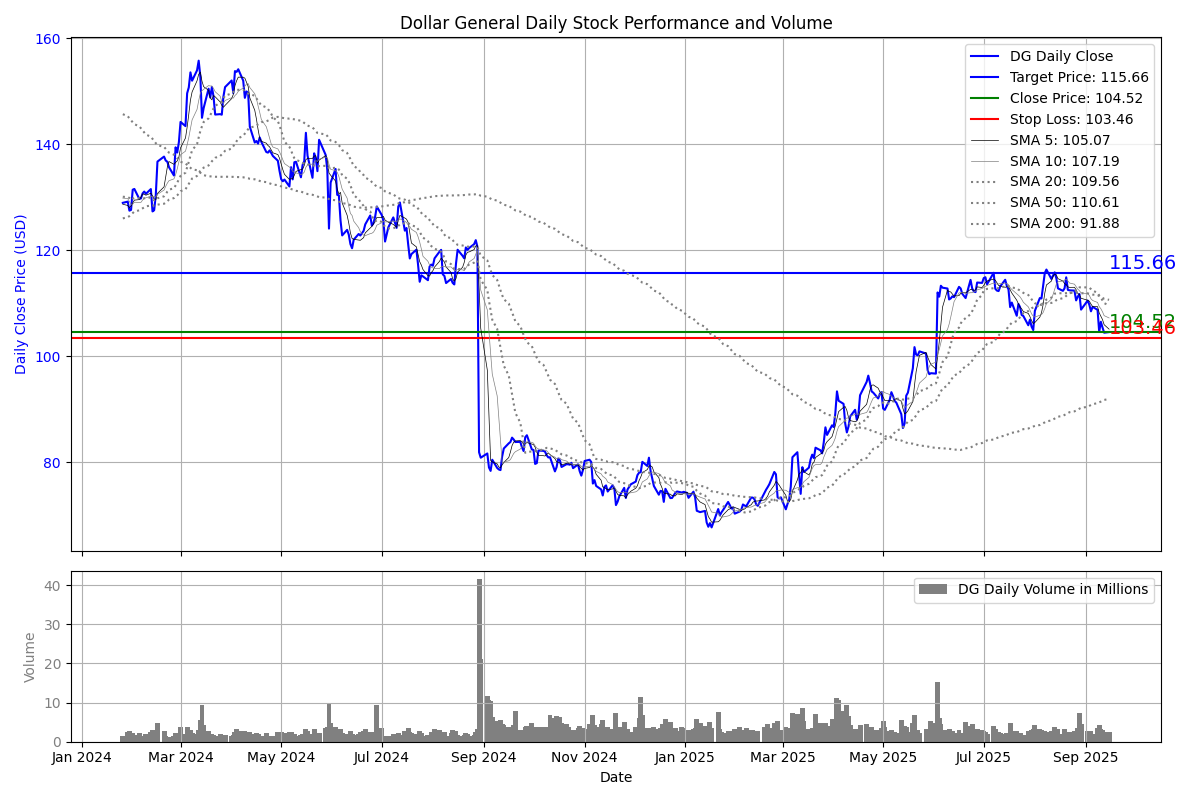 Dollar General Daily Stock Performance and Volume
160
140
120
100
80
Daily Close Price (USD)
DG Daily Close
Target Price: 115.66
Close Price: 104.52
Stop Loss: 103.46
SMA 5: 105.07
SMA 10: 107.19
SMA 20: 109.56
SMA 50: 110.61
SMA 200: 91.88
115.66
104.52
103.46
40
30
20
10
0
Volume
DG Daily Volume in Millions
Jan 2024
Mar 2024
May 2024
Jul 2024
Sep 2024
Nov 2024
Jan 2025
Mar 2025
May 2025
Jul 2025
Sep 2025
Date